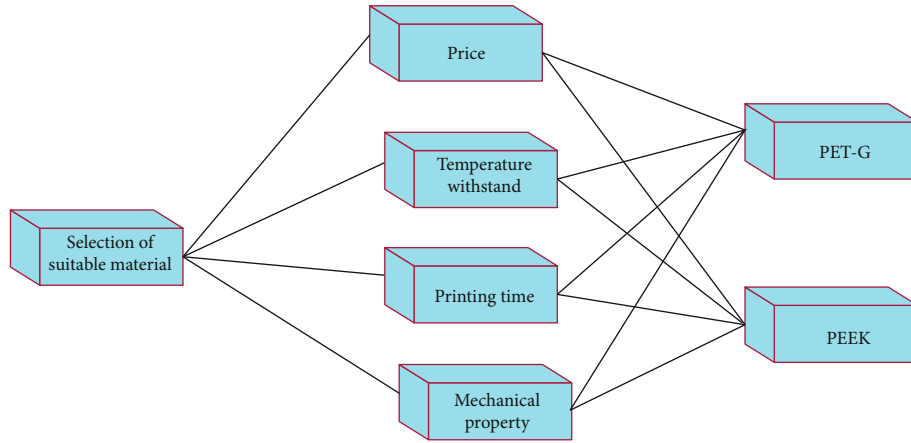 Selection of
suitable material
Price
Temperature
withstand
Printing time
Mechanical
property
PET-G
PEEK